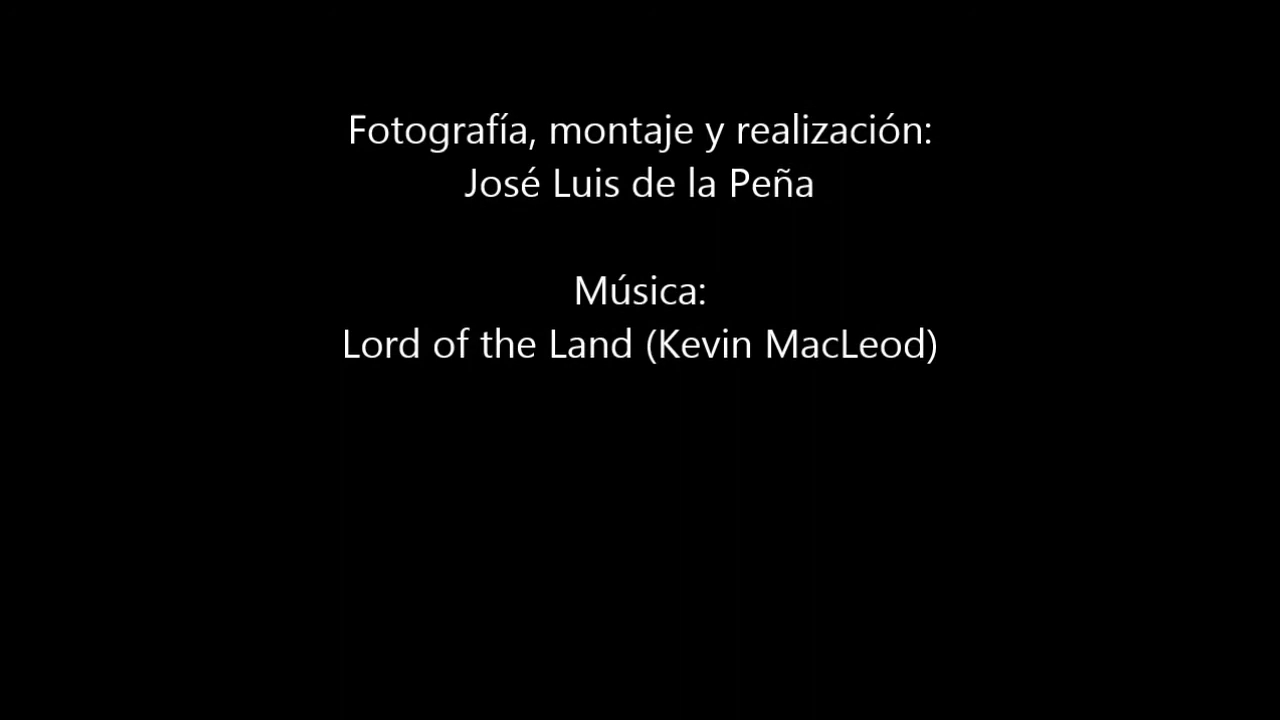 Fotografía, montaje y realización:
José Luis de la Peña
Música:
Lord of the Land (Kevin MacLeod)